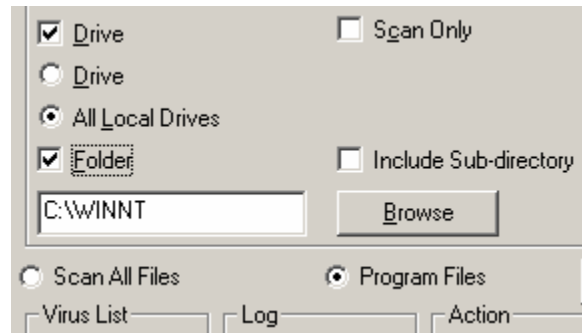 Drive
Scan Only
Drive
All Local Drives
Folder
Include Sub-directory
C:\WINNT
Browse
Scan All Files
Program Files
Virus List
Log
Action